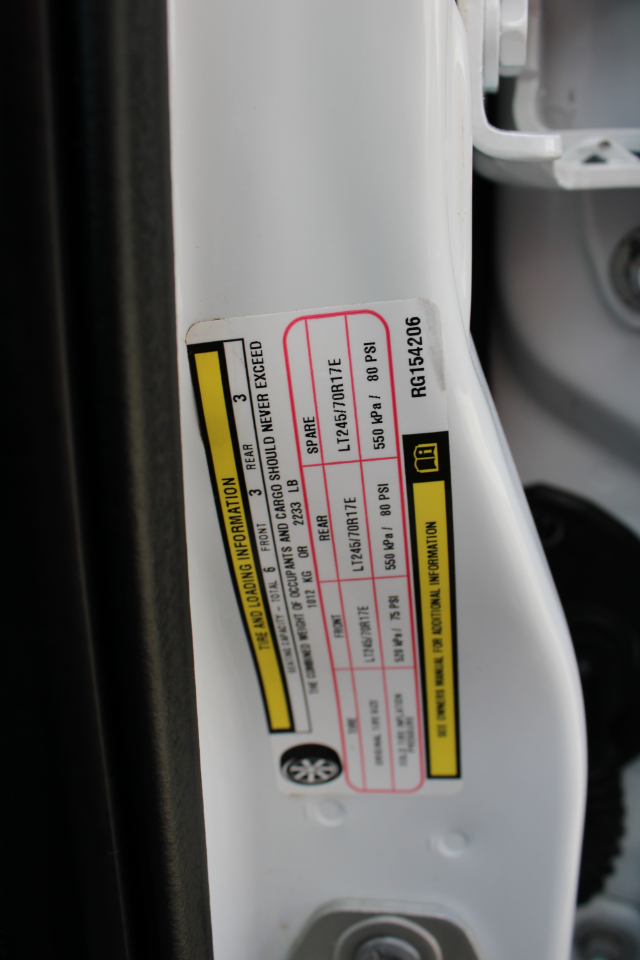 TIRE AND LOADING INFORMATION
SEATING CAPACITY - TOTAL 6 FRONT 3 REAR 3
THE COMBINED WEIGHT OF OCCUPANTS AND CARGO SHOULD NEVER EXCEED
1012 KG OR 2233 LB
TIRE FRONT REAR SPARE
ORIGINAL TIRE SIZE LT245/70R17E LT245/70R17E LT245/70R17E
COLD TIRE INFLATION PRESSURE 520 kPa / 75 PSI 550 kPa / 80 PSI 550 kPa / 80 PSI
SEE OWNERS MANUAL FOR ADDITIONAL INFORMATION
RG154206